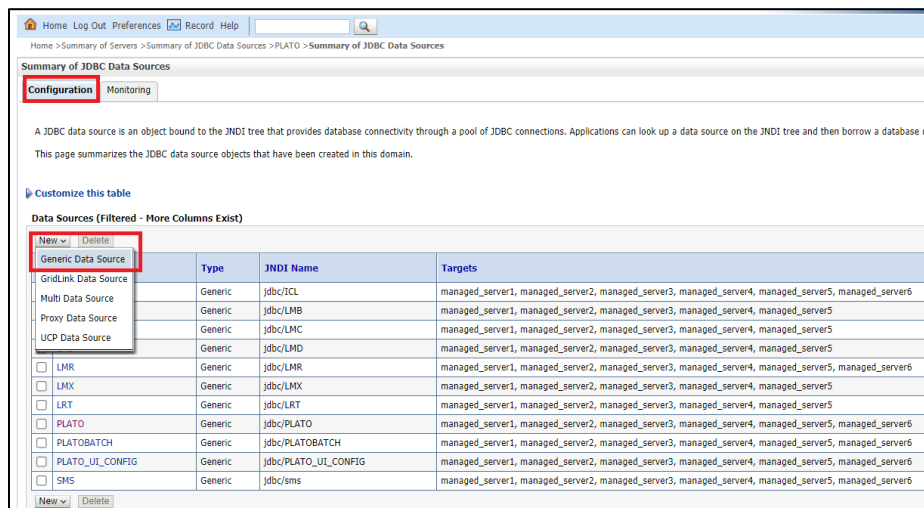 Home Log Out Preferences Record Help
Home >Summary of Servers >Summary of JDBC Data Sources >PLATO >Summary of JDBC Data Sources
Summary of JDBC Data Sources
Configuration Monitoring
A JDBC data source is an object bound to the JNDI tree that provides database connectivity through a pool of JDBC connections. Applications can look up a data source on the JNDI tree and then borrow a database
This page summarizes the JDBC data source objects that have been created in this domain.
Customize this table
Data Sources (Filtered - More Columns Exist)
New Delete
Generic Data Source
GridLink Data Source
Multi Data Source
Proxy Data Source
UCP Data Source
Type JNDI Name Targets
Generic jdbc/ICL managed_server1, managed_server2, managed_server3, managed_server4, managed_server5, managed_server6
Generic jdbc/LMB managed_server1, managed_server2, managed_server3, managed_server4, managed_server5
Generic jdbc/LMC managed_server1, managed_server2, managed_server3, managed_server4, managed_server5
Generic jdbc/LMD managed_server1, managed_server2, managed_server3, managed_server4, managed_server5
LMR Generic jdbc/LMR managed_server1, managed_server2, managed_server3, managed_server4, managed_server5, managed_server6
LMX Generic jdbc/LMX managed_server1, managed_server2, managed_server3, managed_server4, managed_server5
LRT Generic jdbc/LRT managed_server1, managed_server2, managed_server3, managed_server4, managed_server5
PLATO Generic jdbc/PLATO managed_server1, managed_server2, managed_server3, managed_server4, managed_server5, managed_server6
PLATOBATCH Generic jdbc/PLATOBATCH managed_server1, managed_server2, managed_server3, managed_server4, managed_server5, managed_server6
PLATO_UI_CONFIG Generic jdbc/PLATO_UI_CONFIG managed_server1, managed_server2, managed_server3, managed_server4, managed_server5, managed_server6
SMS Generic jdbc/sms managed_server1, managed_server2, managed_server3, managed_server4, managed_server5, managed_server6
New Delete